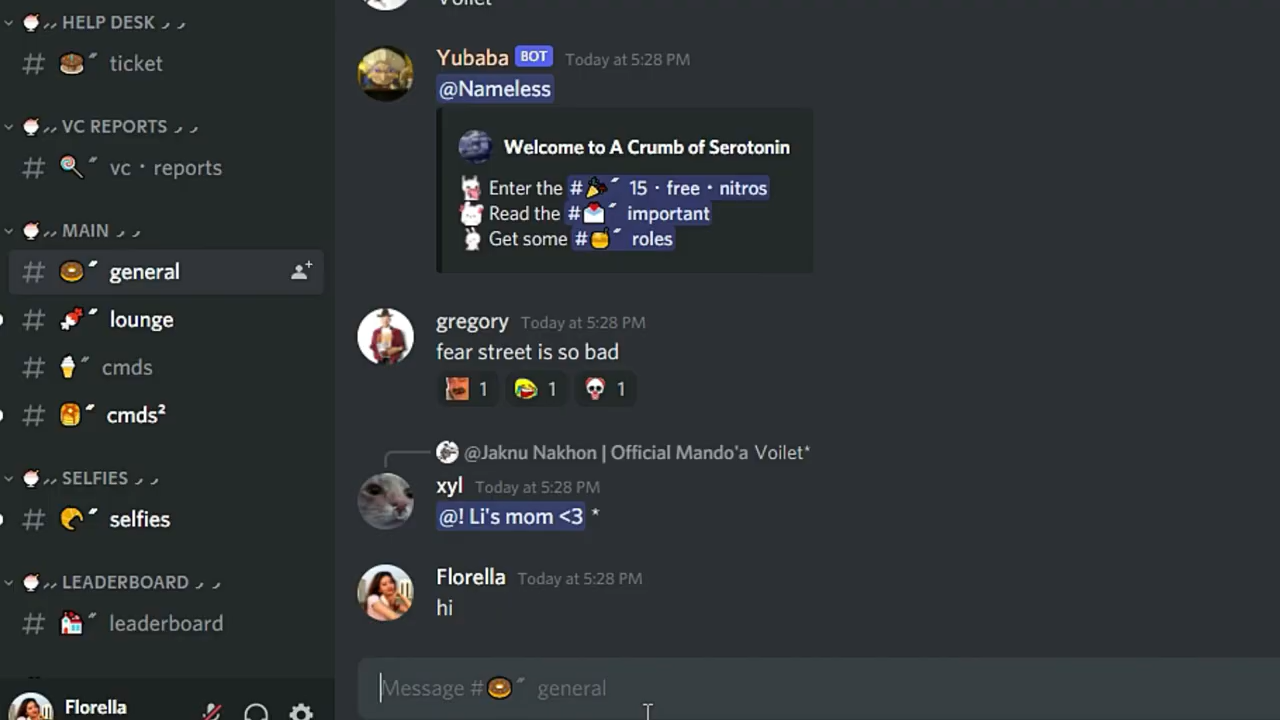 HELP DESK
# ticket
VC REPORTS
# vc・reports
MAIN
# general
# lounge
# cmds
# cmds²
SELFIES
# selfies
LEADERBOARD
# leaderboard
Florella
Yubaba BOT Today at 5:28 PM
@Nameless
Welcome to A Crumb of Serotonin
Enter the # 15・free・nitros
Read the # important
Get some # roles
gregory Today at 5:28 PM
fear street is so bad
1 1 1
@Jaknu Nakhon | Official Mando'a Voilet*
xyl Today at 5:28 PM
@! Li's mom <3 *
Florella Today at 5:28 PM
hi
Message # general